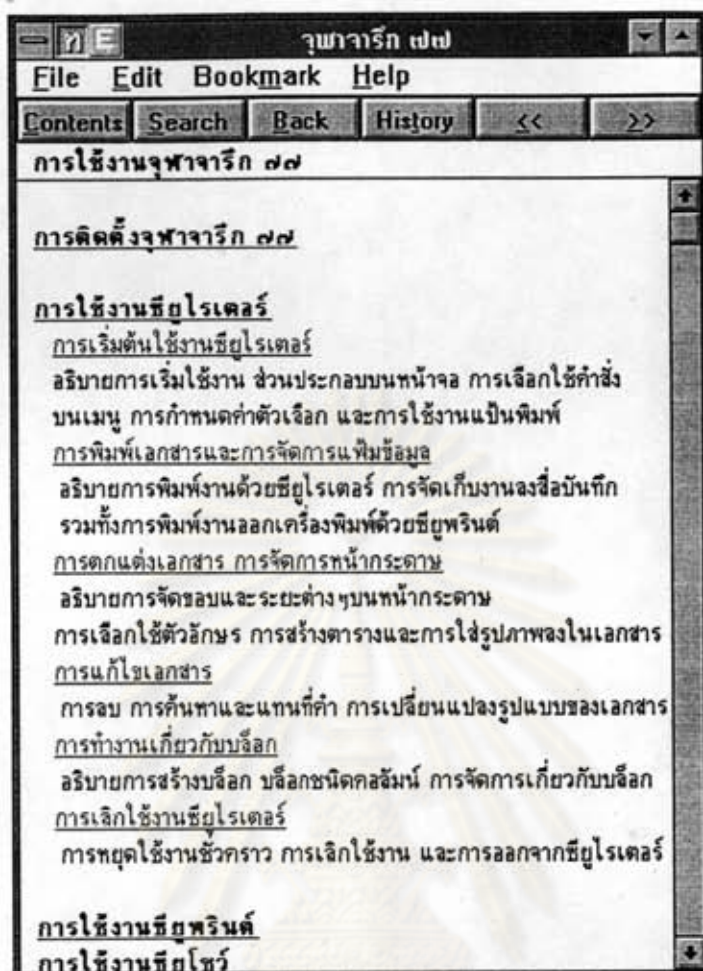 ท E จุฬาจารึก ๗๗
File Edit Bookmark Help
Contents Search Back History << >>
การใช้งานจุฬาจารึก ๗๗
การติดตั้งจุฬาจารึก ๗๗
การใช้งานซียูไรเตอร์
การเริ่มต้นใช้งานซียูไรเตอร์
อธิบายการเริ่มใช้งาน ส่วนประกอบบนหน้าจอ การเลือกใช้คำสั่ง
บนเมนู การกำหนดค่าตัวเลือก และการใช้งานแป้นพิมพ์
การพิมพ์เอกสารและการจัดการแฟ้มข้อมูล
อธิบายการพิมพ์งานด้วยซียูไรเตอร์ การจัดเก็บงานลงสื่อบันทึก
รวมทั้งการพิมพ์งานออกเครื่องพิมพ์ด้วยซียูพรินต์
การตกแต่งเอกสาร การจัดการหน้ากระดาษ
อธิบายการจัดขอบและระยะต่างๆบนหน้ากระดาษ
การเลือกใช้ตัวอักษร การสร้างตารางและการใส่รูปภาพลงในเอกสาร
การแก้ไขเอกสาร
การลบ การค้นหาและแทนที่คำ การเปลี่ยนแปลงรูปแบบของเอกสาร
การทำงานเกี่ยวกับบล็อก
อธิบายการสร้างบล็อก บล็อกชนิดคอลัมน์ การจัดการเกี่ยวกับบล็อก
การเลิกใช้งานซียูไรเตอร์
การหยุดใช้งานชั่วคราว การเลิกใช้งาน และการออกจากซียูไรเตอร์
การใช้งานซียูพรินต์
การใช้งานซียูโชว์